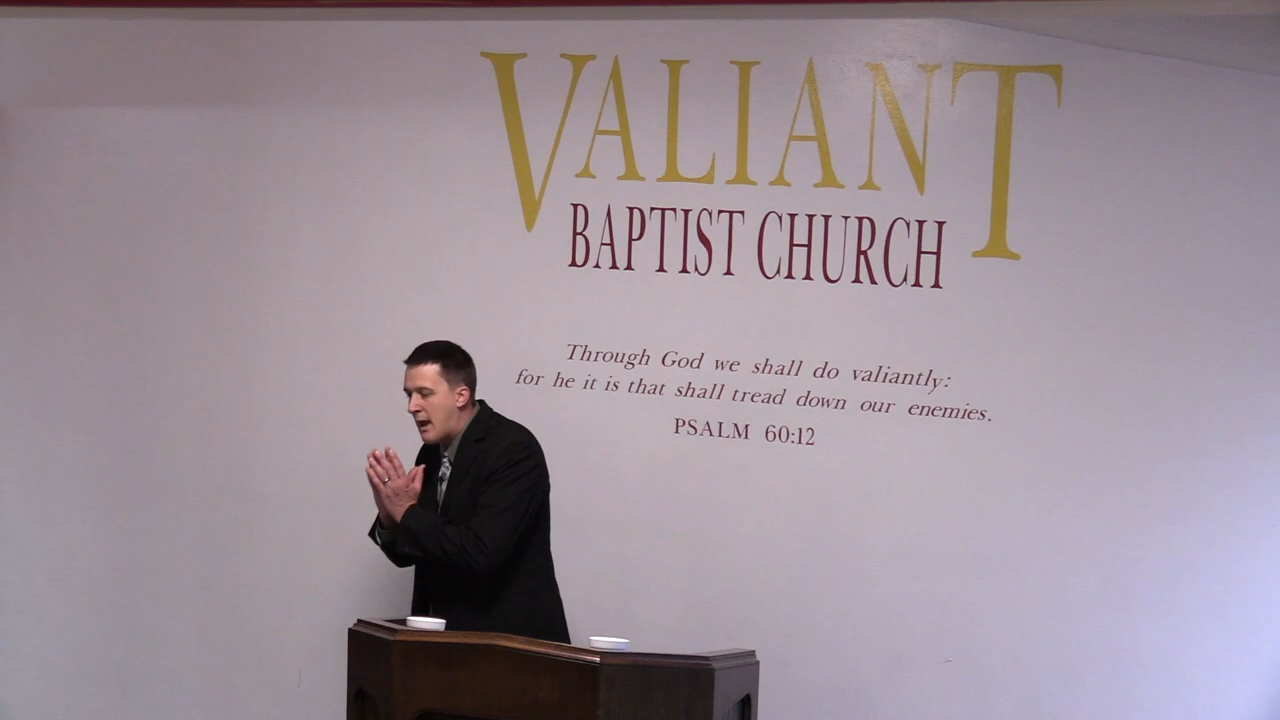 VALIANT
BAPTIST CHURCH
Through God we shall do valiantly:
for he it is that shall tread down our enemies.
PSALM 60:12